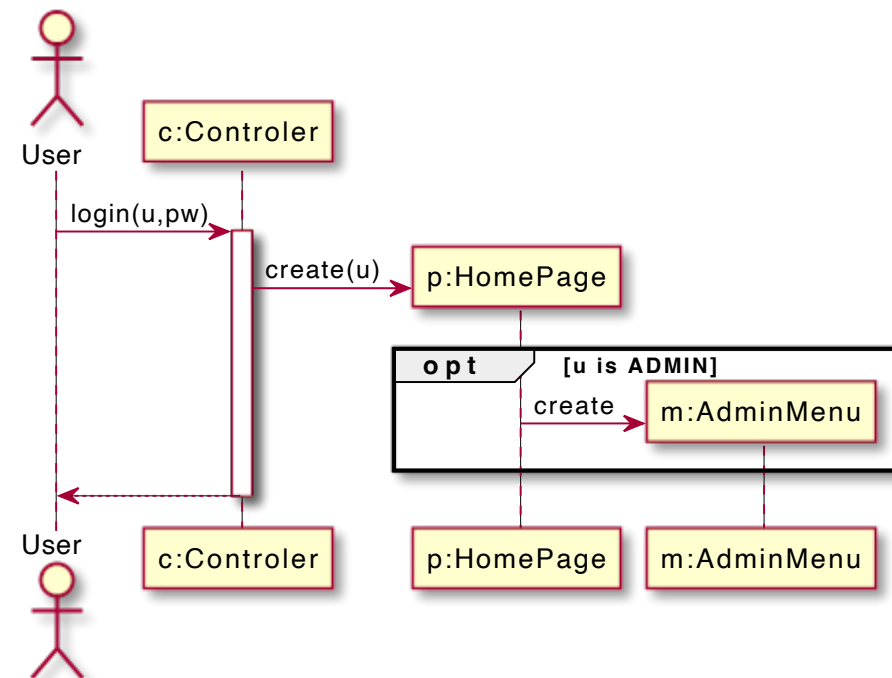 User
c:Controler
login(u,pw)
create(u)
p:HomePage
opt [u is ADMIN]
create
m:AdminMenu
User
c:Controler
p:HomePage
m:AdminMenu